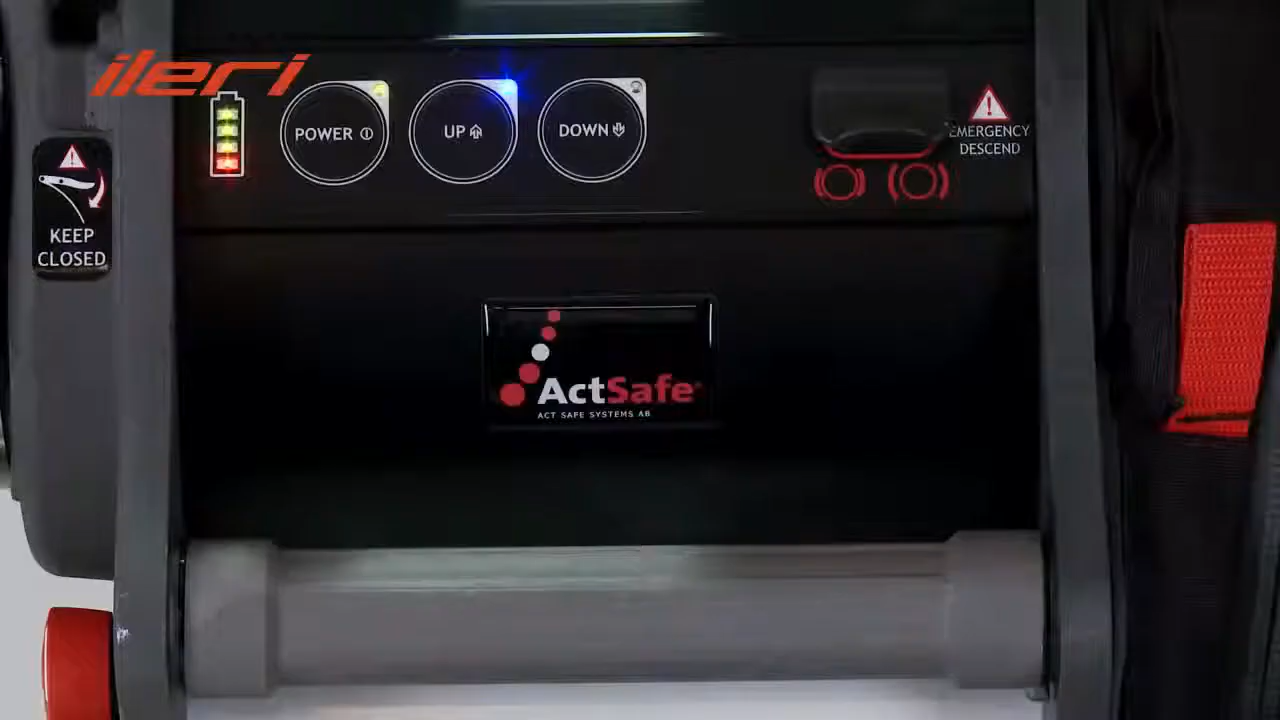 ileri
POWER
UP
DOWN
EMERGENCY
DESCEND
KEEP
CLOSED
ActSafe
ACT SAFE SYSTEMS AB